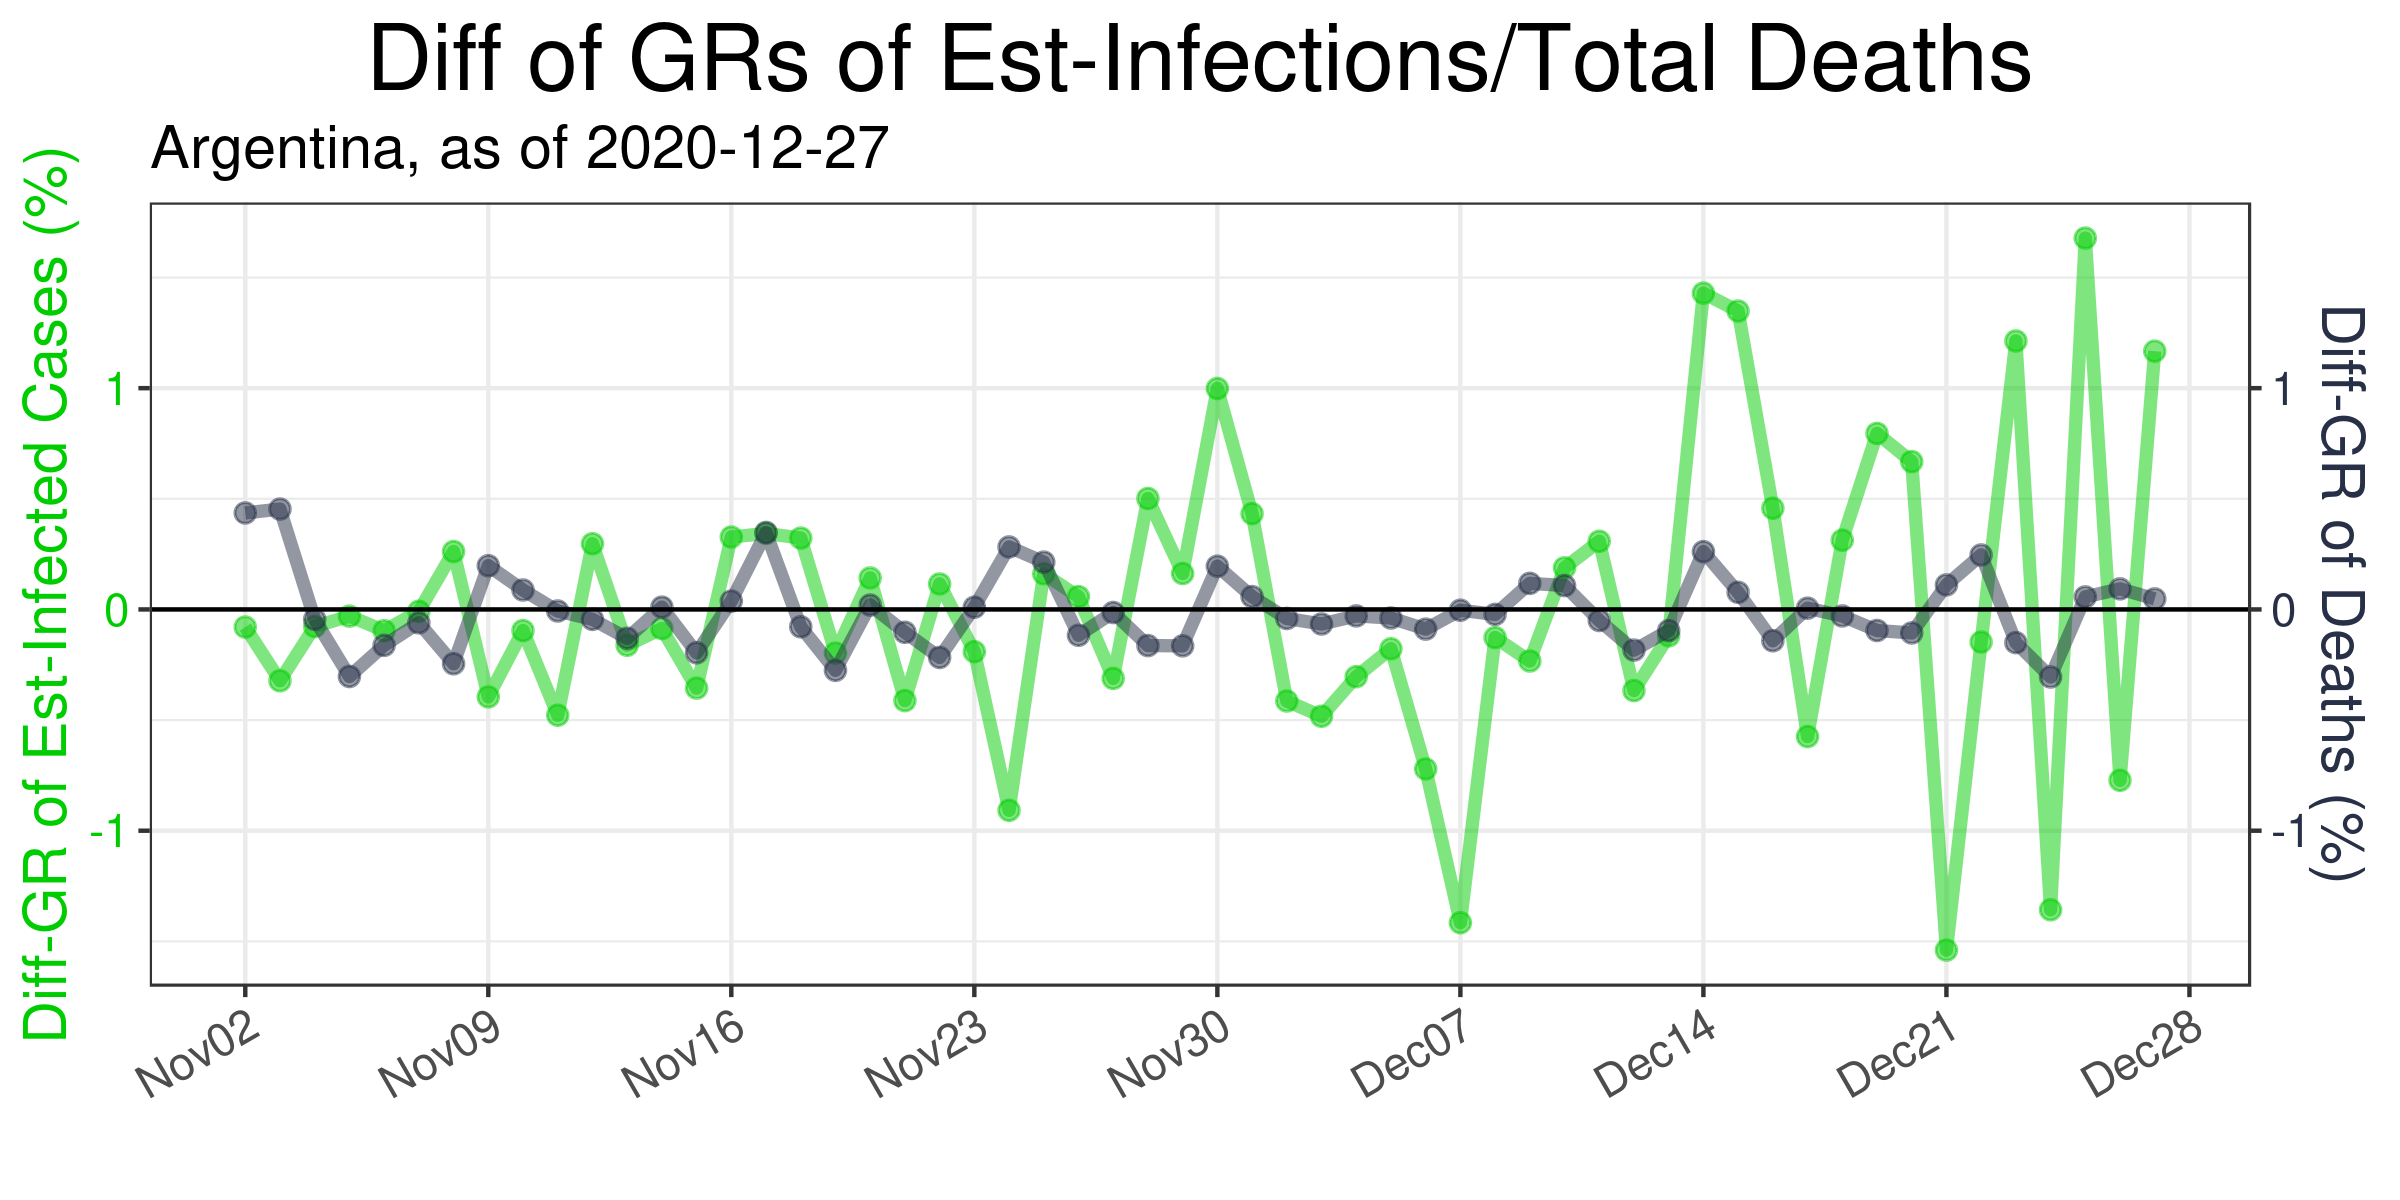 Diff of GRs of Est-Infections/Total Deaths
Argentina, as of 2020-12-27
Diff-GR of Est-Infected Cases (%)
1
0
-1
1
0
-1
Diff-GR of Deaths (%)
Nov02
Nov09
Nov16
Nov23
Nov30
Dec07
Dec14
Dec21
Dec28